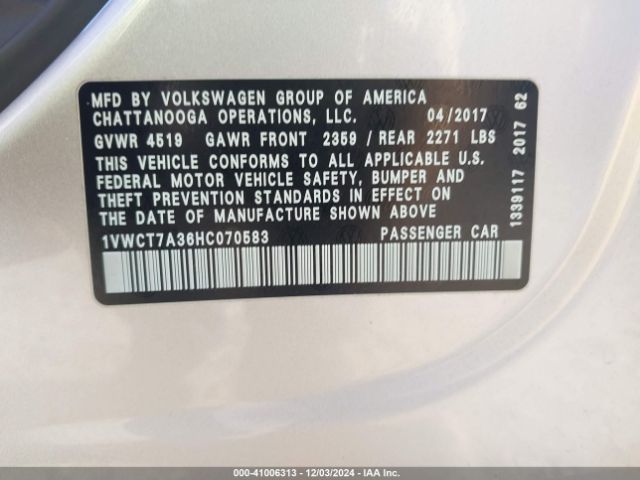 MFD BY VOLKSWAGEN GROUP OF AMERICA
CHATTANOOGA OPERATIONS, LLC. 04/2017
GVWR 4519 GAWR FRONT 2359 / REAR 2271 LBS
THIS VEHICLE CONFORMS TO ALL APPLICABLE U.S.
FEDERAL MOTOR VEHICLE SAFETY, BUMPER AND
THEFT PREVENTION STANDARDS IN EFFECT ON
THE DATE OF MANUFACTURE SHOWN ABOVE
1VWCT7A36HC070583 PASSENGER CAR
1339117 2017 62
000-41006313 - 12/03/2024 - IAA Inc.